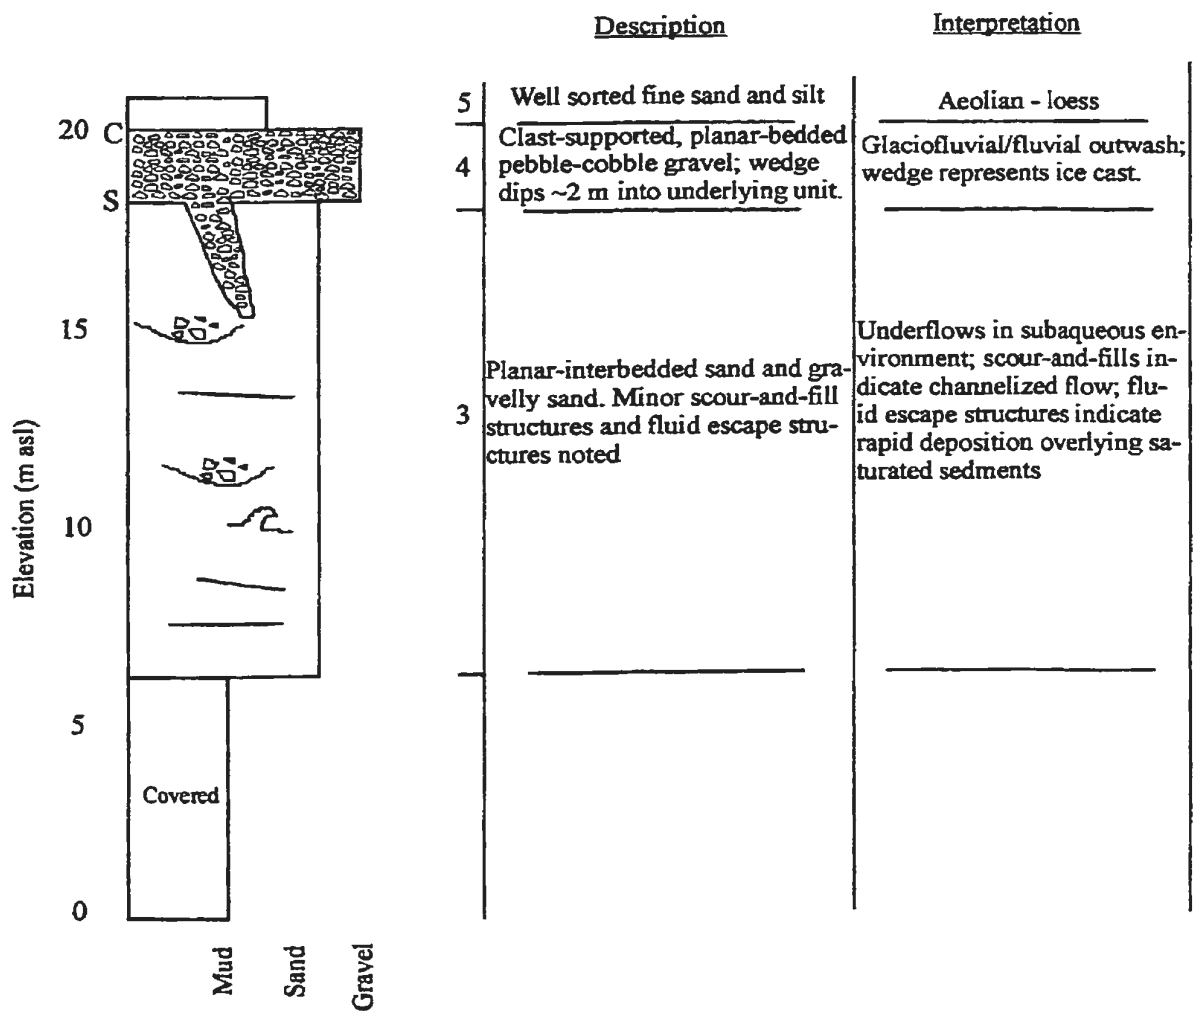 Description
Interpretation
5
Well sorted fine sand and silt
Aeolian - loess
20
C
4
Clast-supported, planar-bedded
pebble-cobble gravel; wedge
dips ~2 m into underlying unit.
Glaciofluvial/fluvial outwash;
wedge represents ice cast.
S
15
3
Planar-interbedded sand and gra-
velly sand. Minor scour-and-fill
structures and fluid escape stru-
ctures noted
Underflows in subaqueous en-
vironment; scour-and-fills in-
dicate channelized flow; flu-
id escape structures indicate
rapid deposition overlying sa-
turated sedments
Elevation (m asl)
10
5
Covered
0
Mud
Sand
Gravel